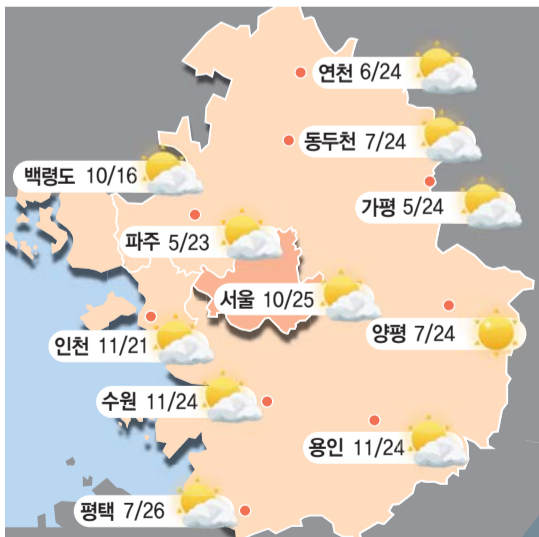 연천 6/24
동두천 7/24
백령도 10/16
가평 5/24
파주 5/23
서울 10/25
양평 7/24
인천 11/21
수원 11/24
용인 11/24
평택 7/26